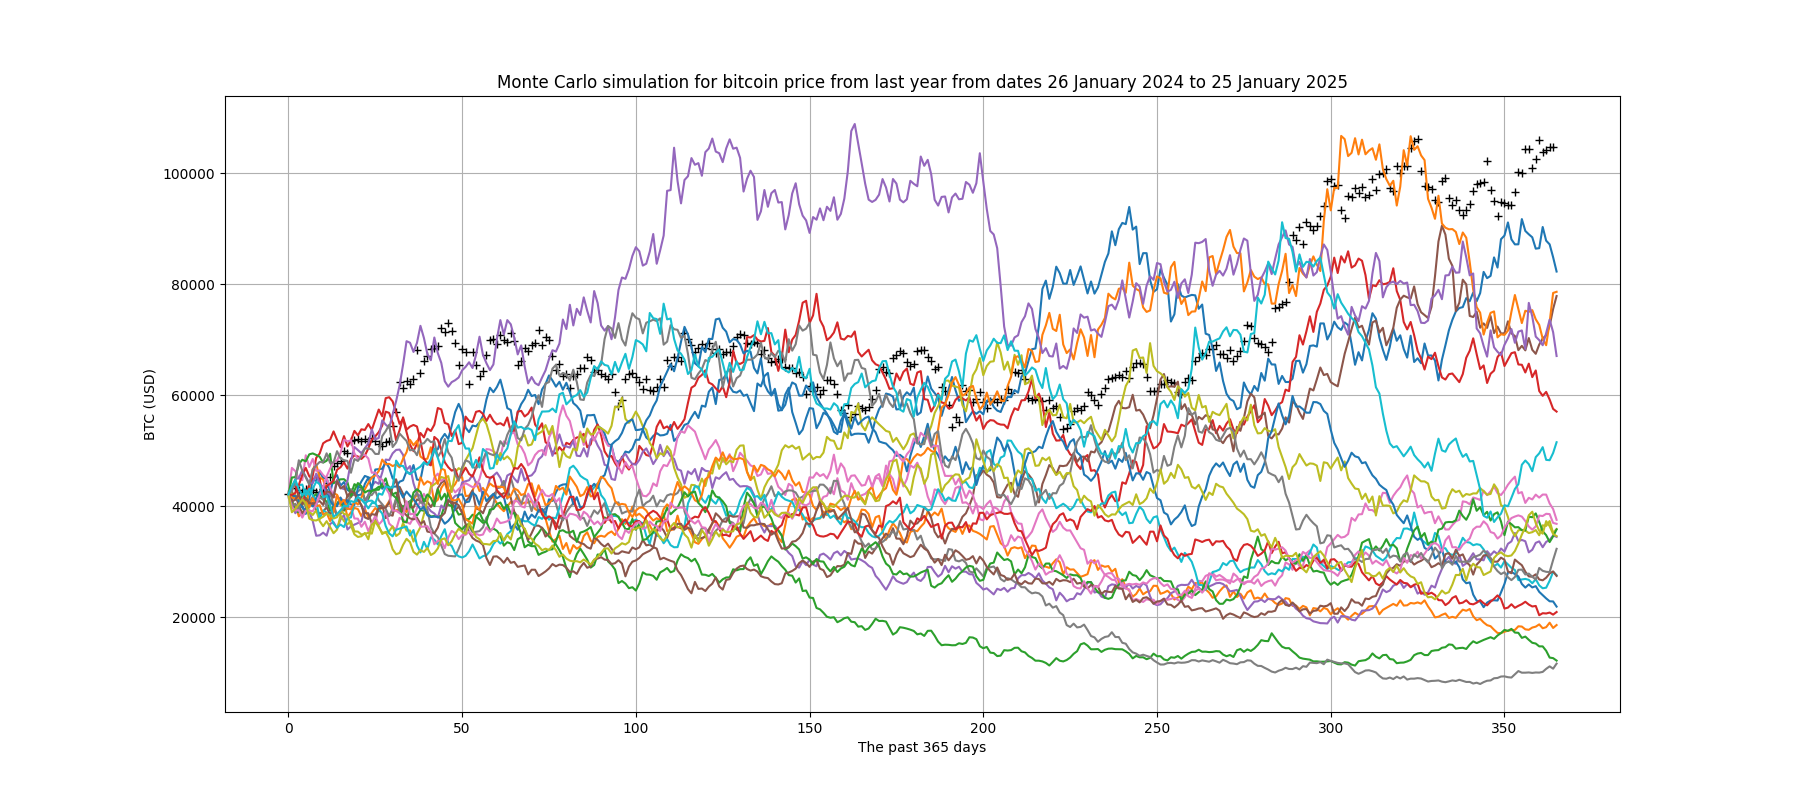 Monte Carlo simulation for bitcoin price from last year from dates 26 January 2024 to 25 January 2025
BTC (USD)
100000
80000
60000
40000
20000
0 50 100 150 200 250 300 350
The past 365 days